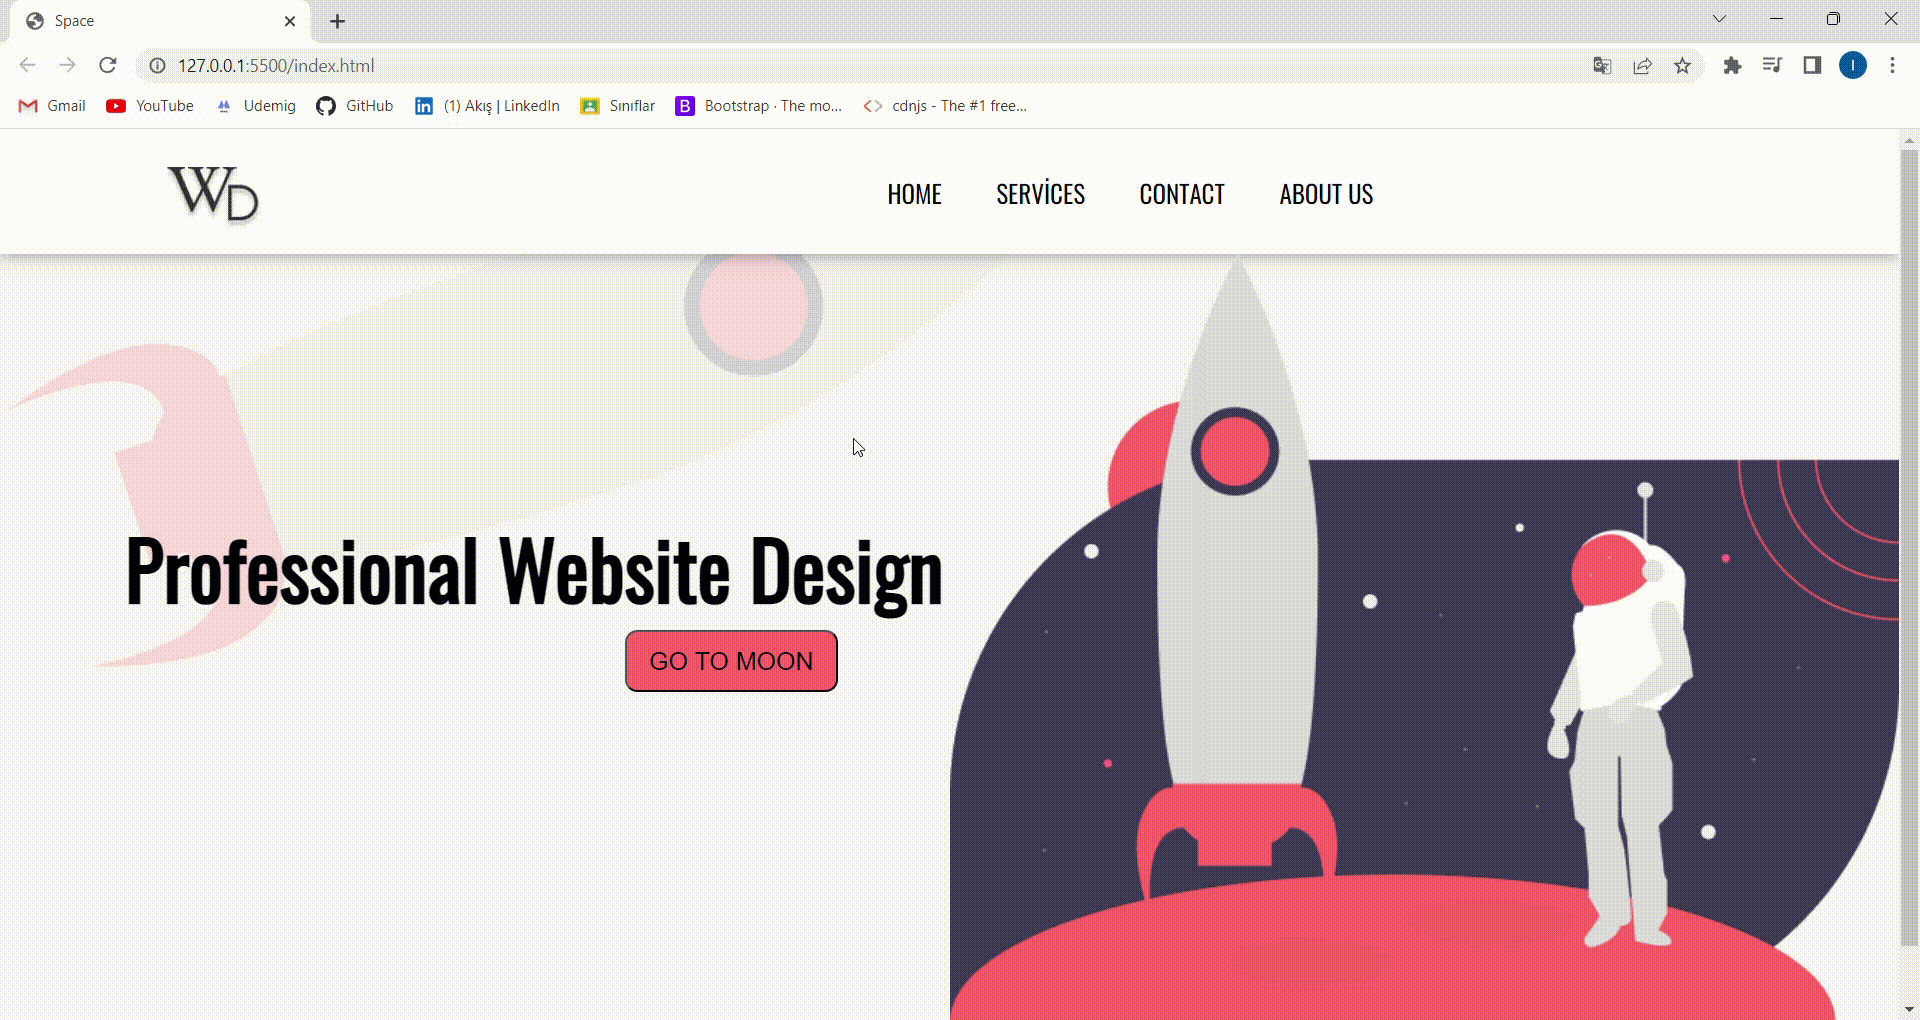 Space
127.0.0.1:5500/index.html
Gmail YouTube Udemig GitHub (1) Akış | LinkedIn Sınıflar Bootstrap · The mo... cdnjs - The #1 free...
WD HOME SERVİCES CONTACT ABOUT US
Professional Website Design
GO TO MOON